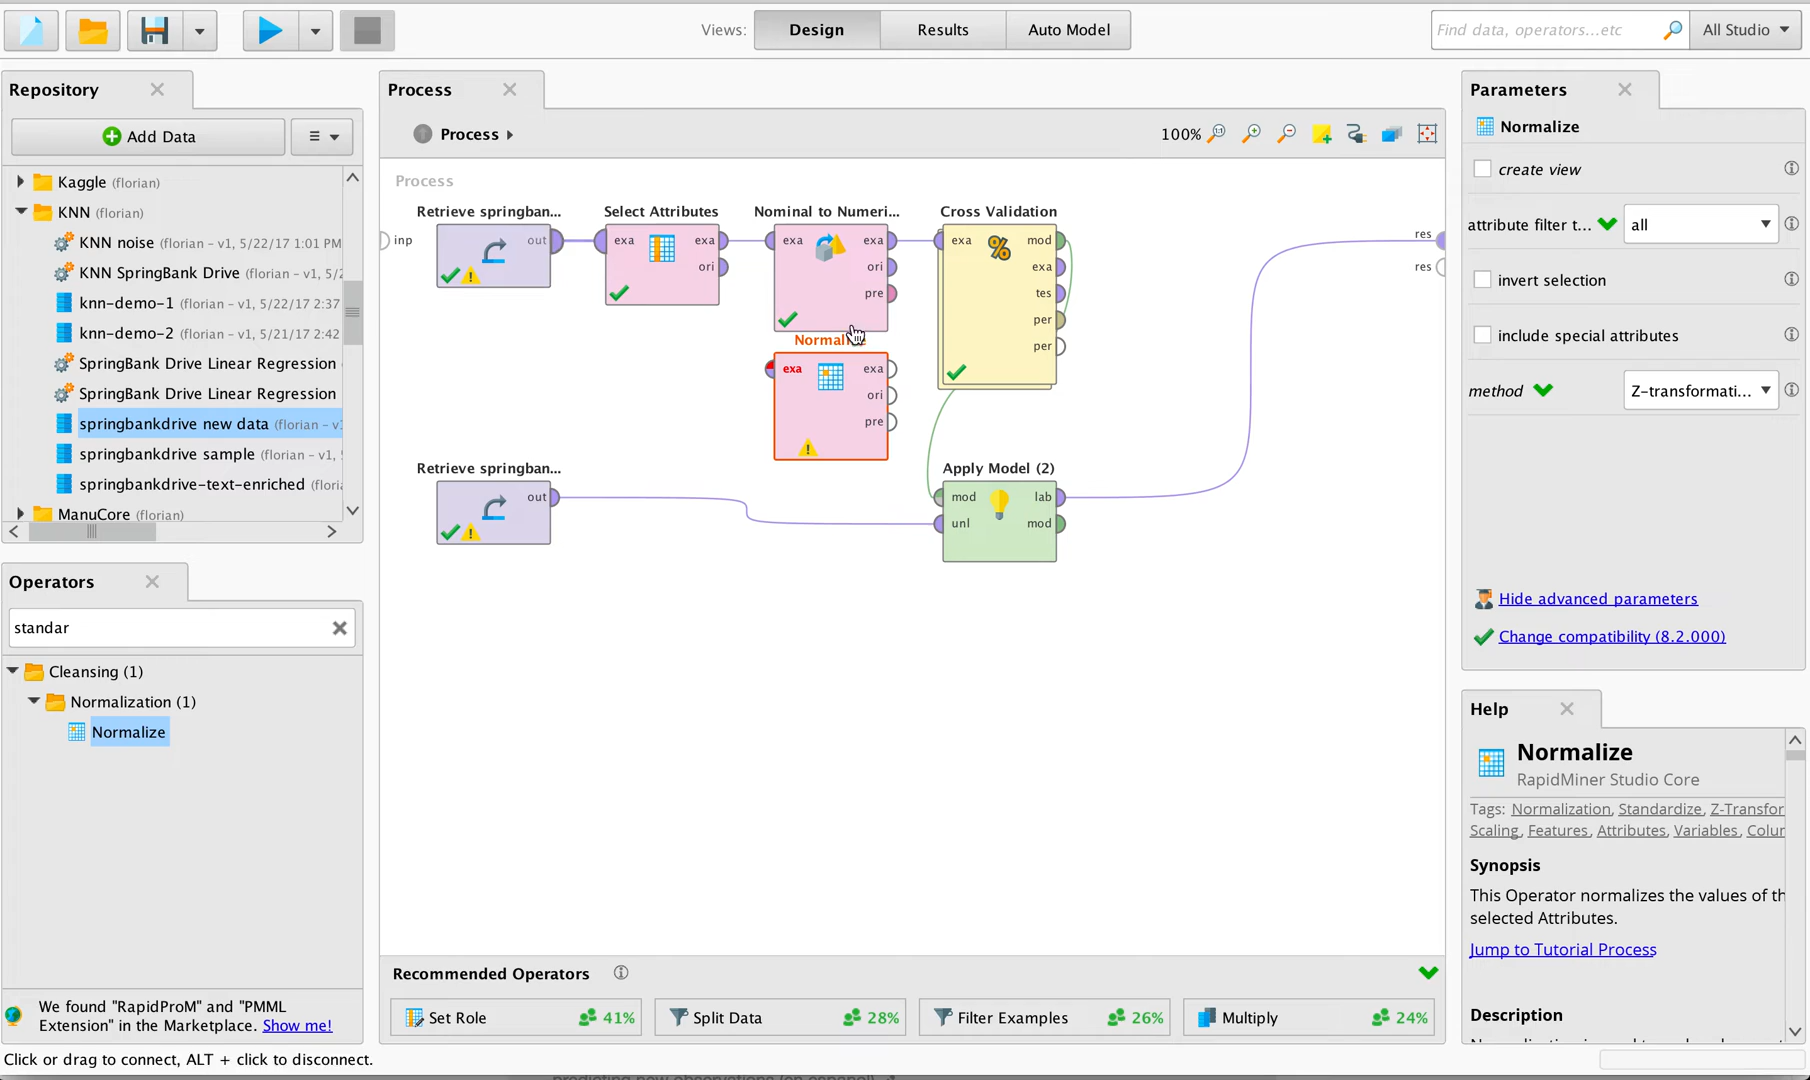 Views: Design Results Auto Model Find data, operators...etc All Studio
Repository
Add Data
Kaggle (florian)
KNN (florian)
KNN noise (florian – v1, 5/22/17 1:01 PM
KNN SpringBank Drive (florian – v1, 5/2
knn-demo-1 (florian – v1, 5/22/17 2:37
knn-demo-2 (florian – v1, 5/21/17 2:42
SpringBank Drive Linear Regression
SpringBank Drive Linear Regression
springbankdrive new data (florian – v
springbankdrive sample (florian – v1,
springbankdrive-text-enriched (flori
ManuCore (florian)
Operators
standar
Cleansing (1)
Normalization (1)
Normalize
We found "RapidProM" and "PMML
Extension" in the Marketplace. Show me!
Click or drag to connect, ALT + click to disconnect.
Process
Process
100%
1:1
Process
Retrieve springban... Select Attributes Nominal to Numeri... Cross Validation
inp out exa exa exa exa exa mod res
ori ori exa res
pre tes
per
per
Normali
exa exa
ori
pre
Retrieve springban... Apply Model (2)
out mod lab
unl mod
Recommended Operators
Set Role 41% Split Data 28% Filter Examples 26% Multiply 24%
Parameters
Normalize
create view
attribute filter t... all
invert selection
include special attributes
method Z-transformati...
Hide advanced parameters
Change compatibility (8.2.000)
Help
Normalize
RapidMiner Studio Core
Tags: Normalization, Standardize, Z-Transfor
Scaling, Features, Attributes, Variables, Colu
Synopsis
This Operator normalizes the values of th
selected Attributes.
Jump to Tutorial Process
Description